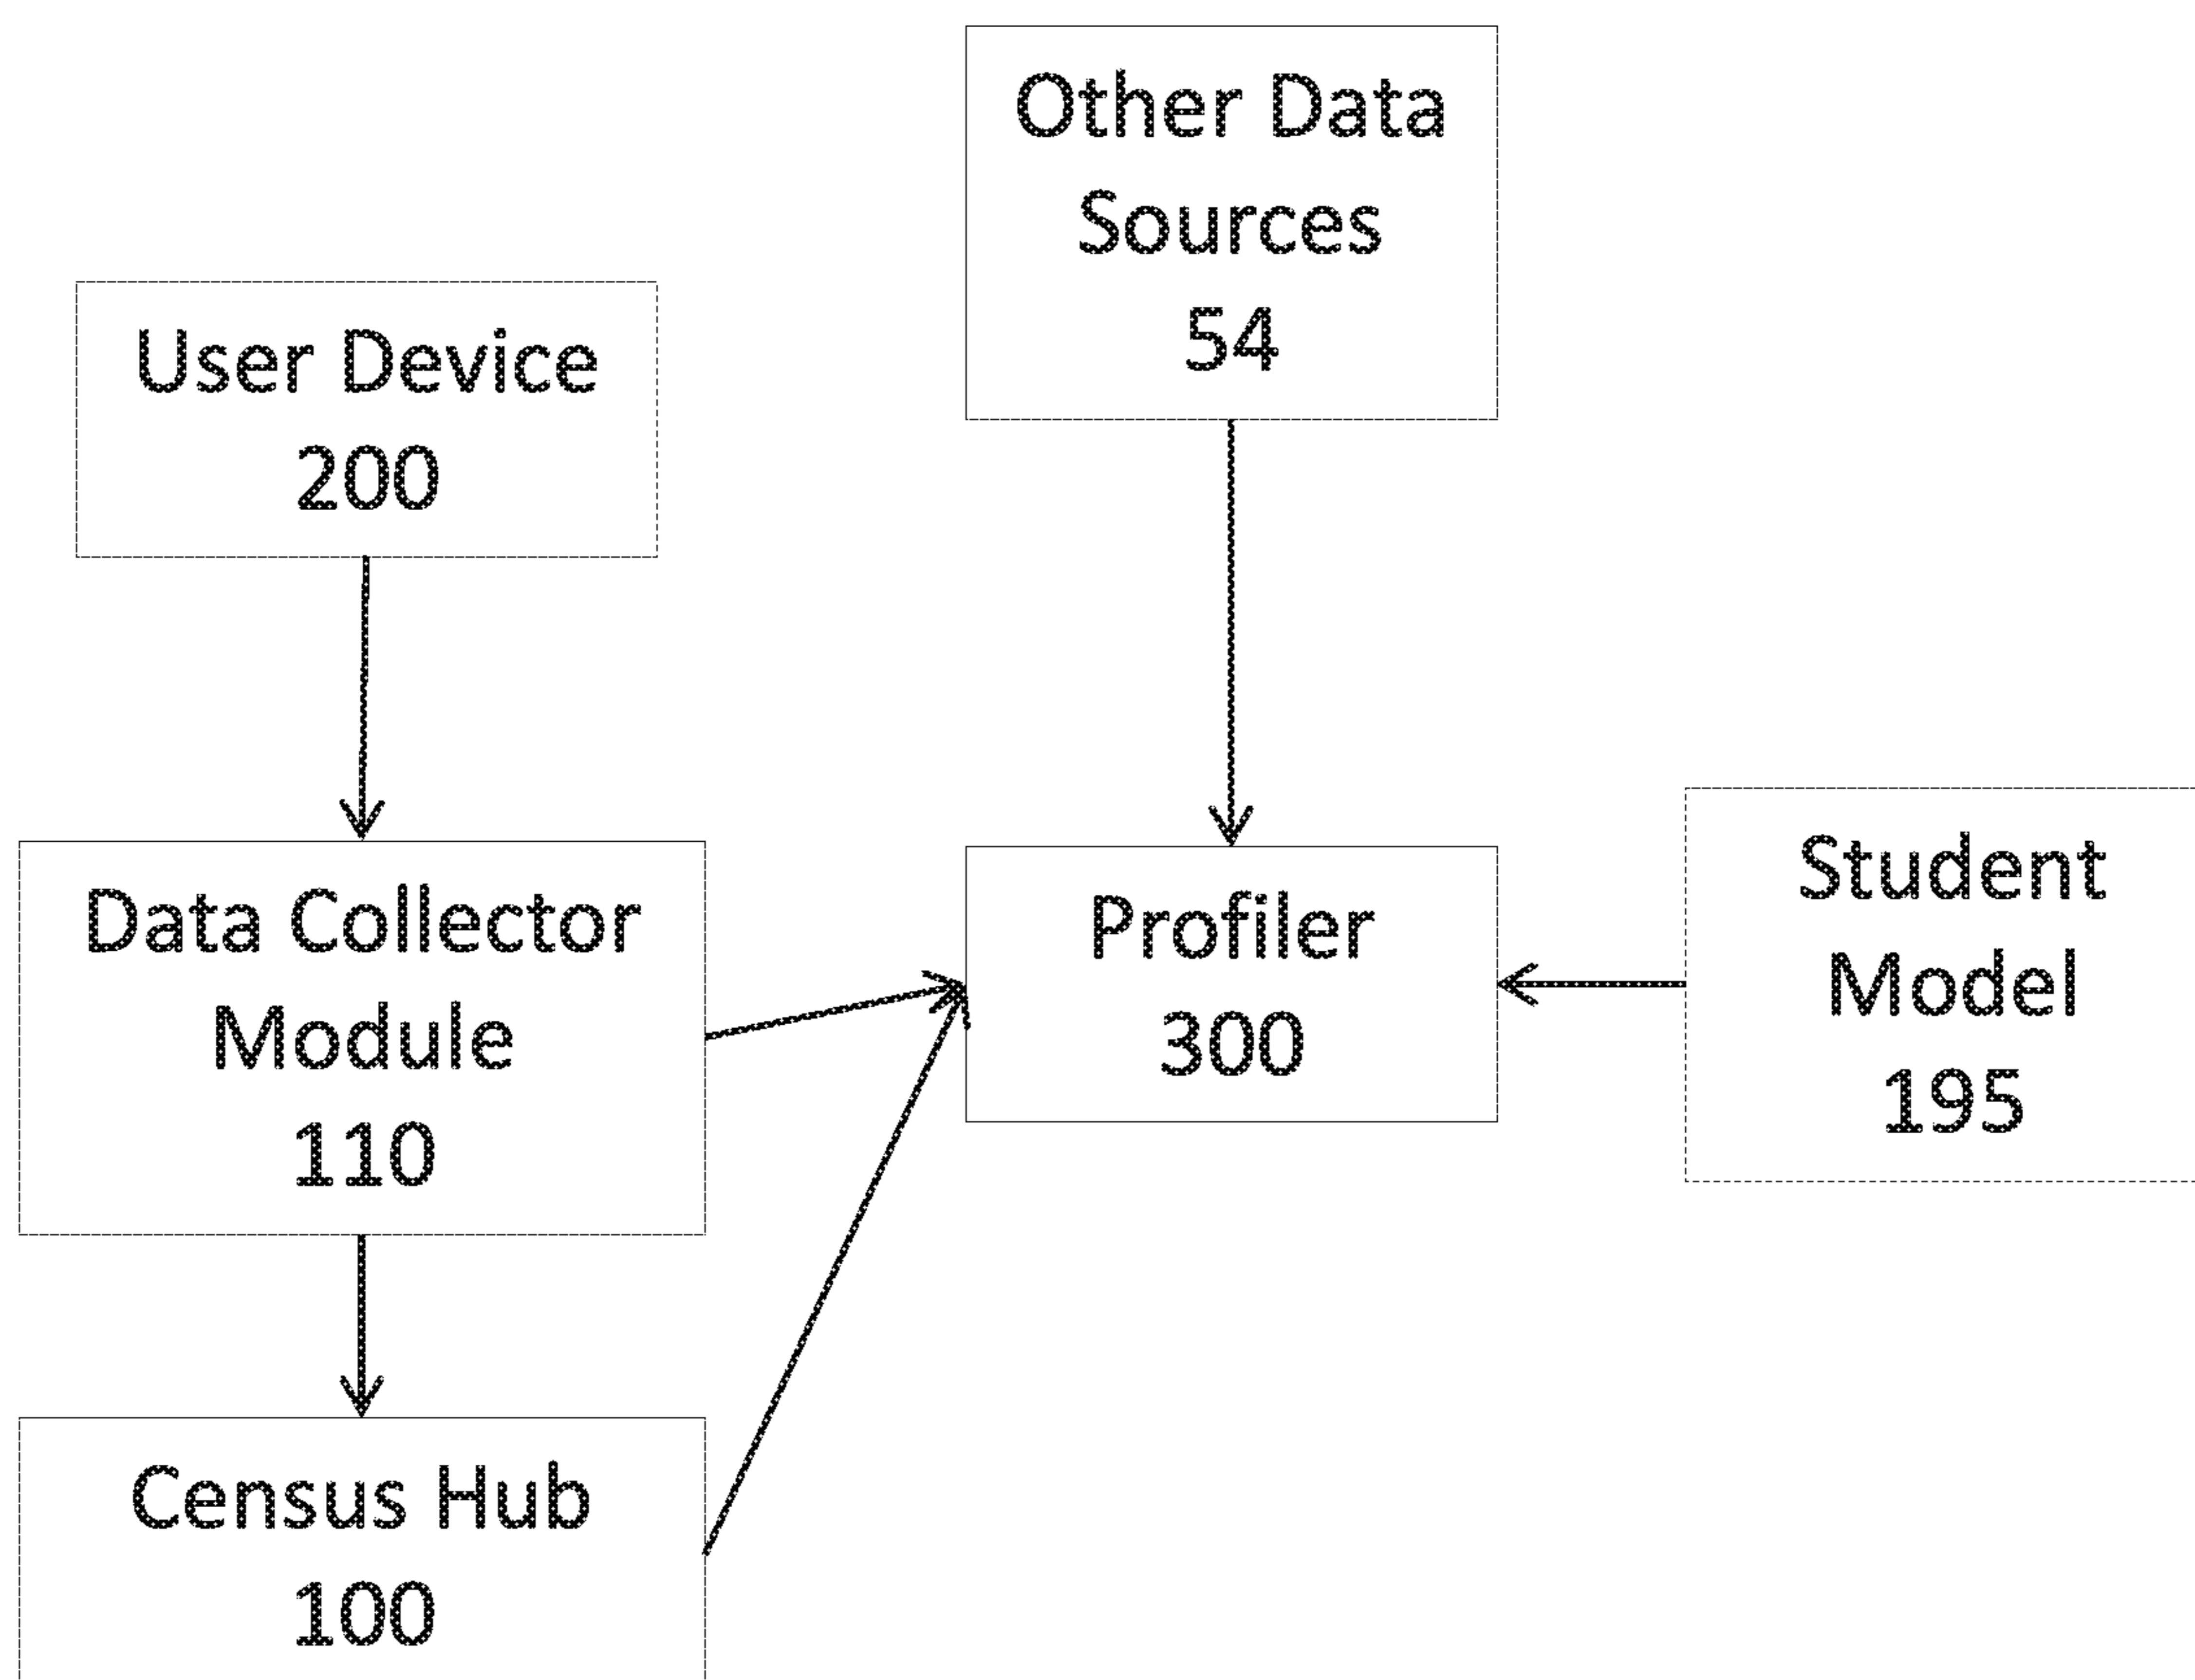 Other Data
Sources
54
User Device
200
Data Collector
Module
110
Profiler
300
Student
Model
195
Census Hub
100